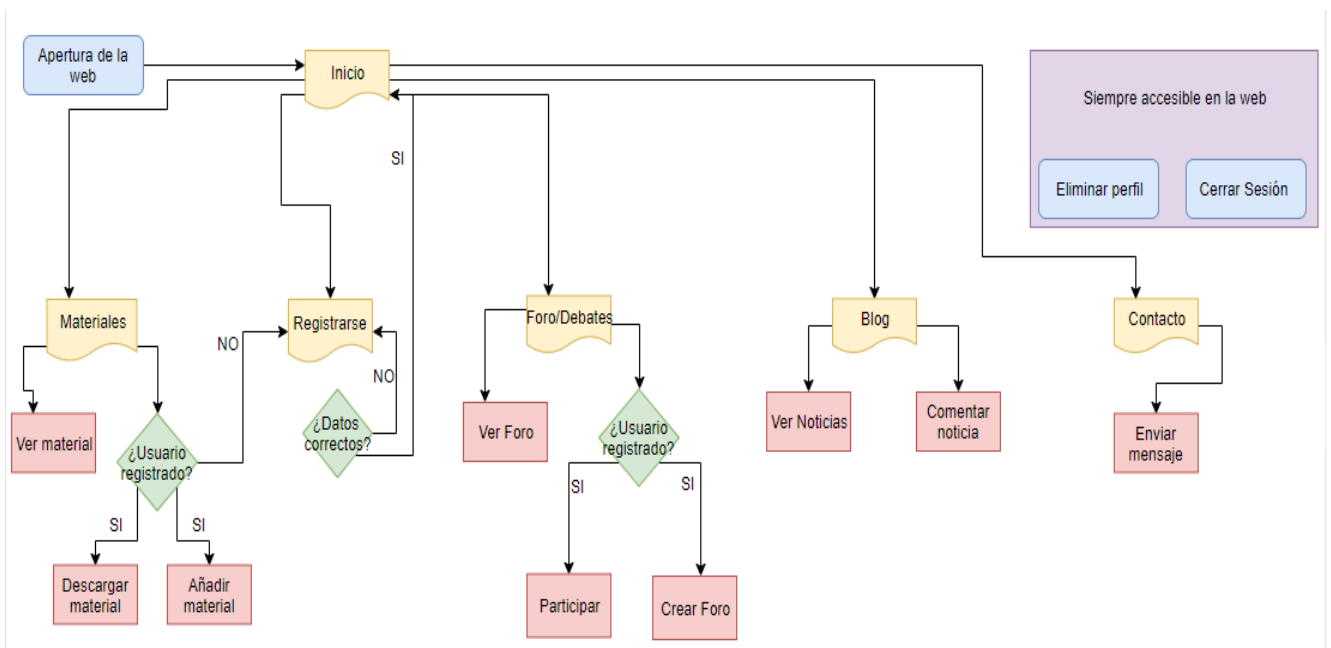 Apertura de la
web
Inicio
Siempre accesible en la web
Eliminar perfil
Cerrar Sesión
SI
Materiales
Registrarse
Foro/Debates
Blog
Contacto
NO
NO
Ver material
¿Usuario
registrado?
¿Datos
correctos?
Ver Foro
¿Usuario
registrado?
Ver Noticias
Comentar
noticia
Enviar
mensaje
SI
SI
SI
SI
Descargar
material
Añadir
material
Participar
Crear Foro